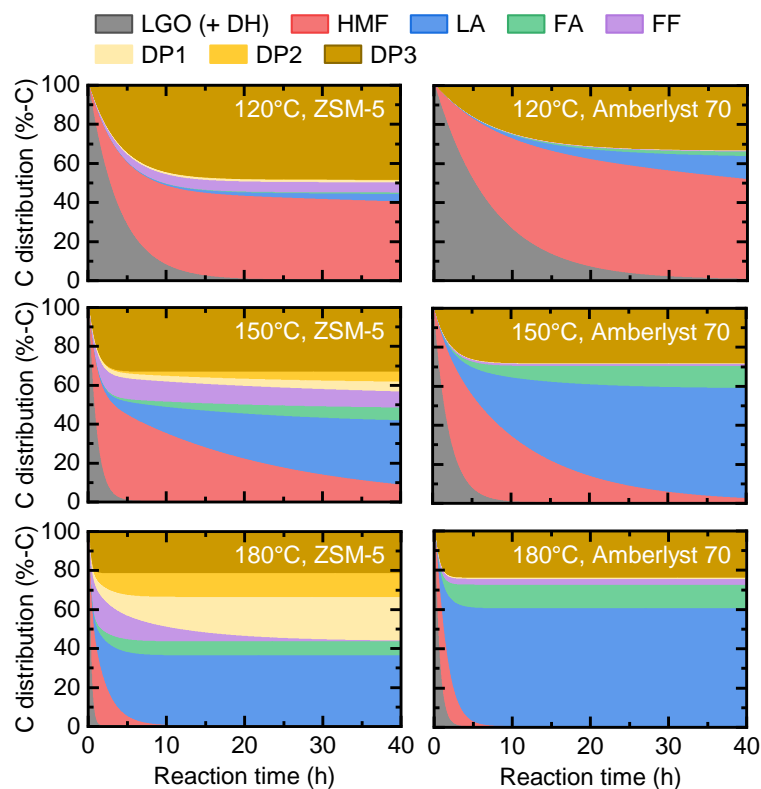 LGO (+ DH) HMF LA FA FF
DP1 DP2 DP3
C distribution (%-C)
100
80
60
40
20
0
120°C, ZSM-5
120°C, Amberlyst 70
C distribution (%-C)
100
80
60
40
20
0
150°C, ZSM-5
150°C, Amberlyst 70
C distribution (%-C)
100
80
60
40
20
0
180°C, ZSM-5
180°C, Amberlyst 70
0 10 20 30 40 0 10 20 30 40
Reaction time (h) Reaction time (h)